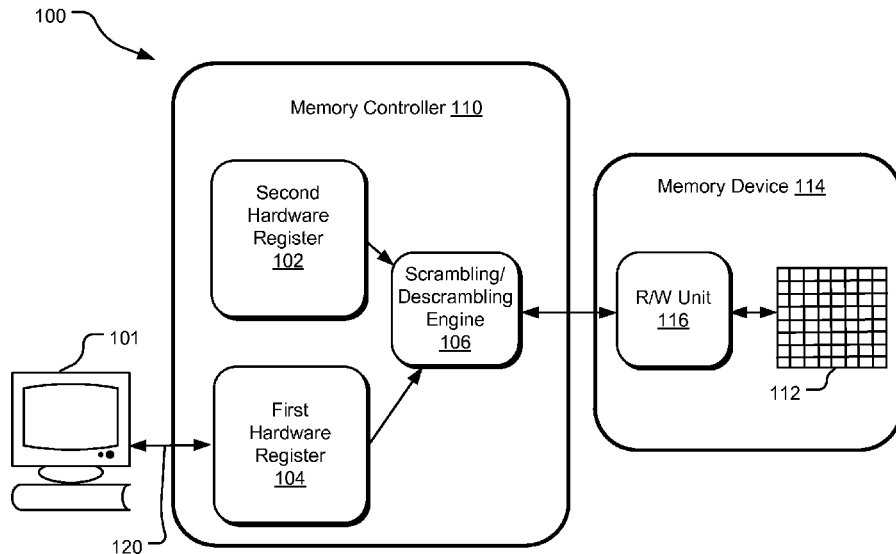 100
Memory Controller 110
Memory Device 114
Second
Hardware
Register
102
Scrambling/
Descrambling
Engine
106
R/W Unit
116
112
101
First
Hardware
Register
104
120